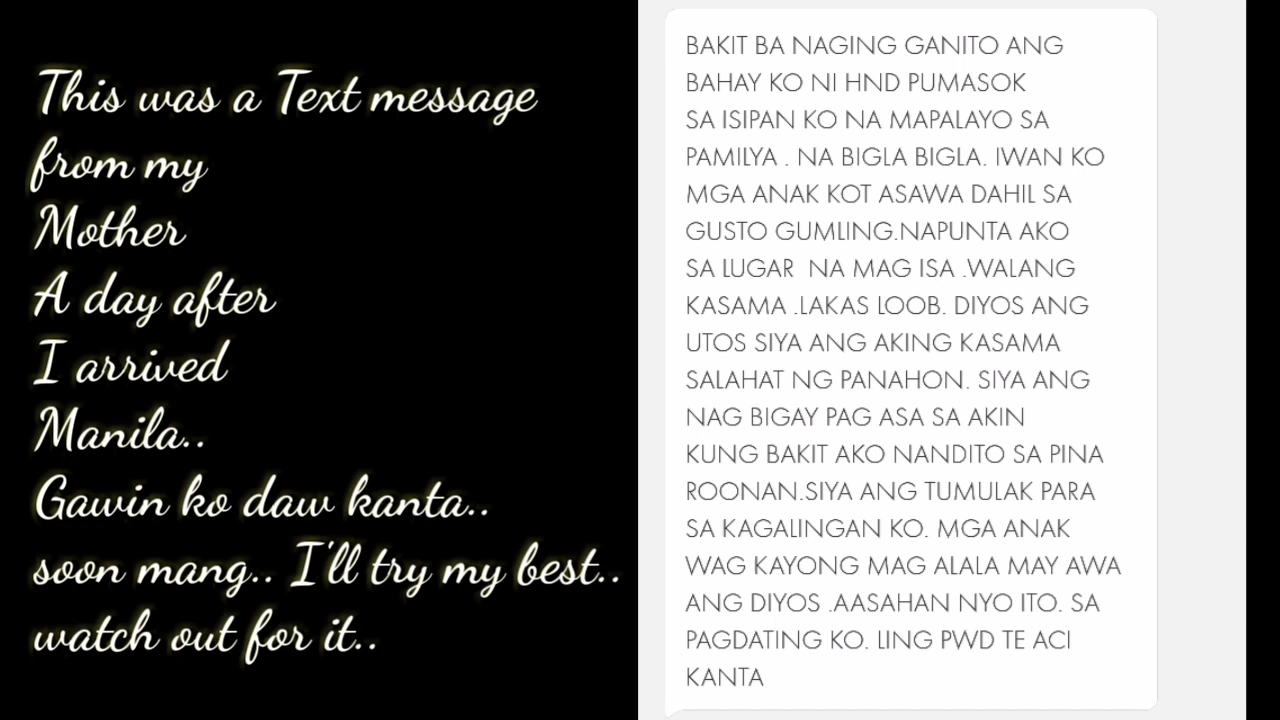 This was a Text message
from my
Mother
A day after
I arrived
Manila..
Gawin ko daw kanta..
soon mang.. I'll try my best..
watch out for it..
BAKIT BA NAGING GANITO ANG
BAHAY KO NI HND PUMASOK
SA ISIPAN KO NA MAPALAYO SA
PAMILYA . NA BIGLA BIGLA. IWAN KO
MGA ANAK KOT ASAWA DAHIL SA
GUSTO GUMLING.NAPUNTA AKO
SA LUGAR  NA MAG ISA .WALANG
KASAMA .LAKAS LOOB. DIYOS ANG
UTOS SIYA ANG AKING KASAMA
SALAHAT NG PANAHON. SIYA ANG
NAG BIGAY PAG ASA SA AKIN
KUNG BAKIT AKO NANDITO SA PINA
ROONAN.SIYA ANG TUMULAK PARA
SA KAGALINGAN KO. MGA ANAK
WAG KAYONG MAG ALALA MAY AWA
ANG DIYOS .AASAHAN NYO ITO. SA
PAGDATING KO. LING PWD TE ACI
KANTA